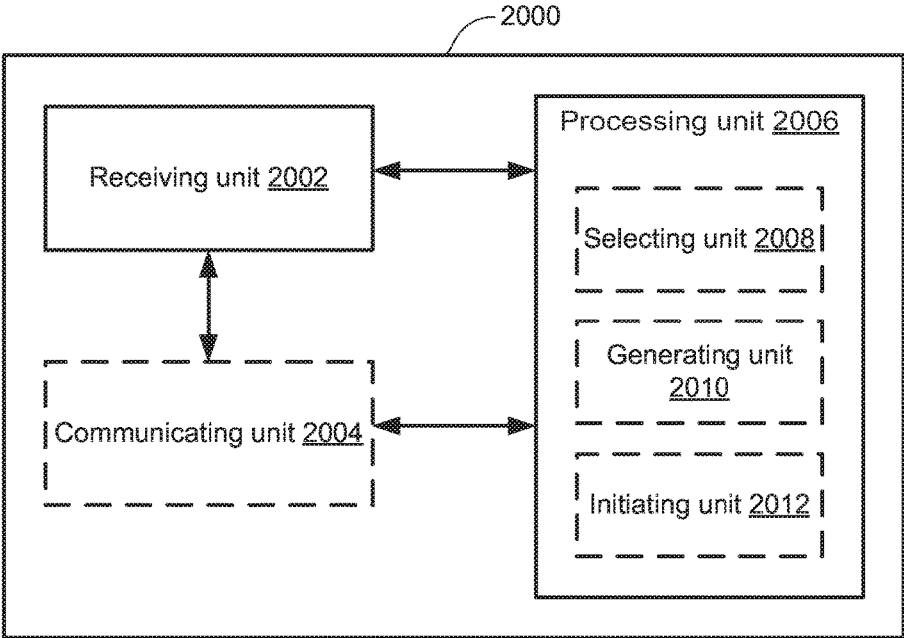 2000
Receiving unit 2002
Communicating unit 2004
Processing unit 2006
Selecting unit 2008
Generating unit
2010
Initiating unit 2012